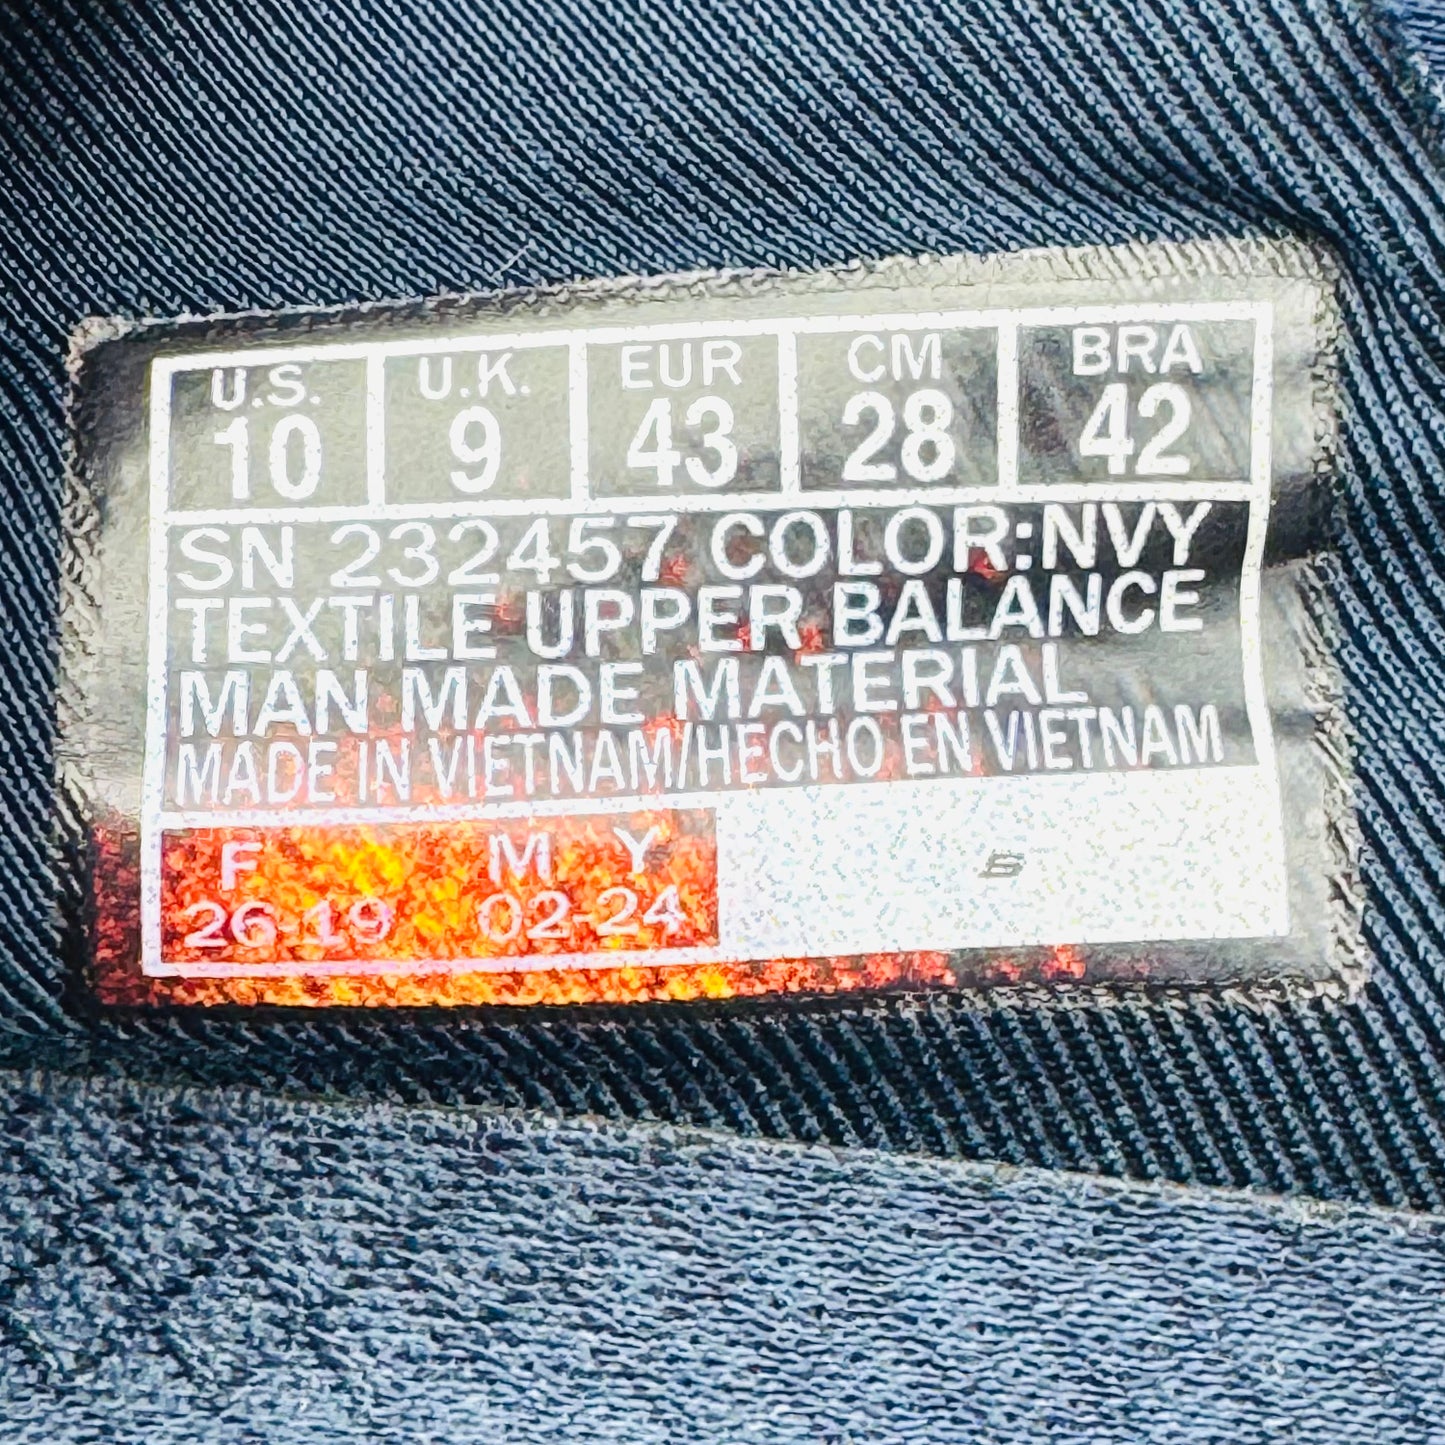 U.S. U.K. EUR CM BRA
10 9 43 28 42
SN 232457 COLOR:NVY
TEXTILE UPPER BALANCE
MAN MADE MATERIAL
MADE IN VIETNAM/HECHO EN VIETNAM
F M Y
26-19 02-24